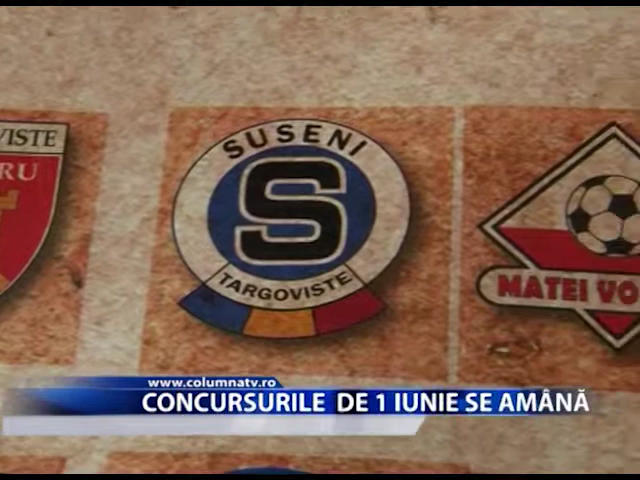 VISTE
RU
SUSENI
S
TARGOVISTE
MATEI VO
www.columnatv.ro
CONCURSURILE DE 1 IUNIE SE AMÂNĂ